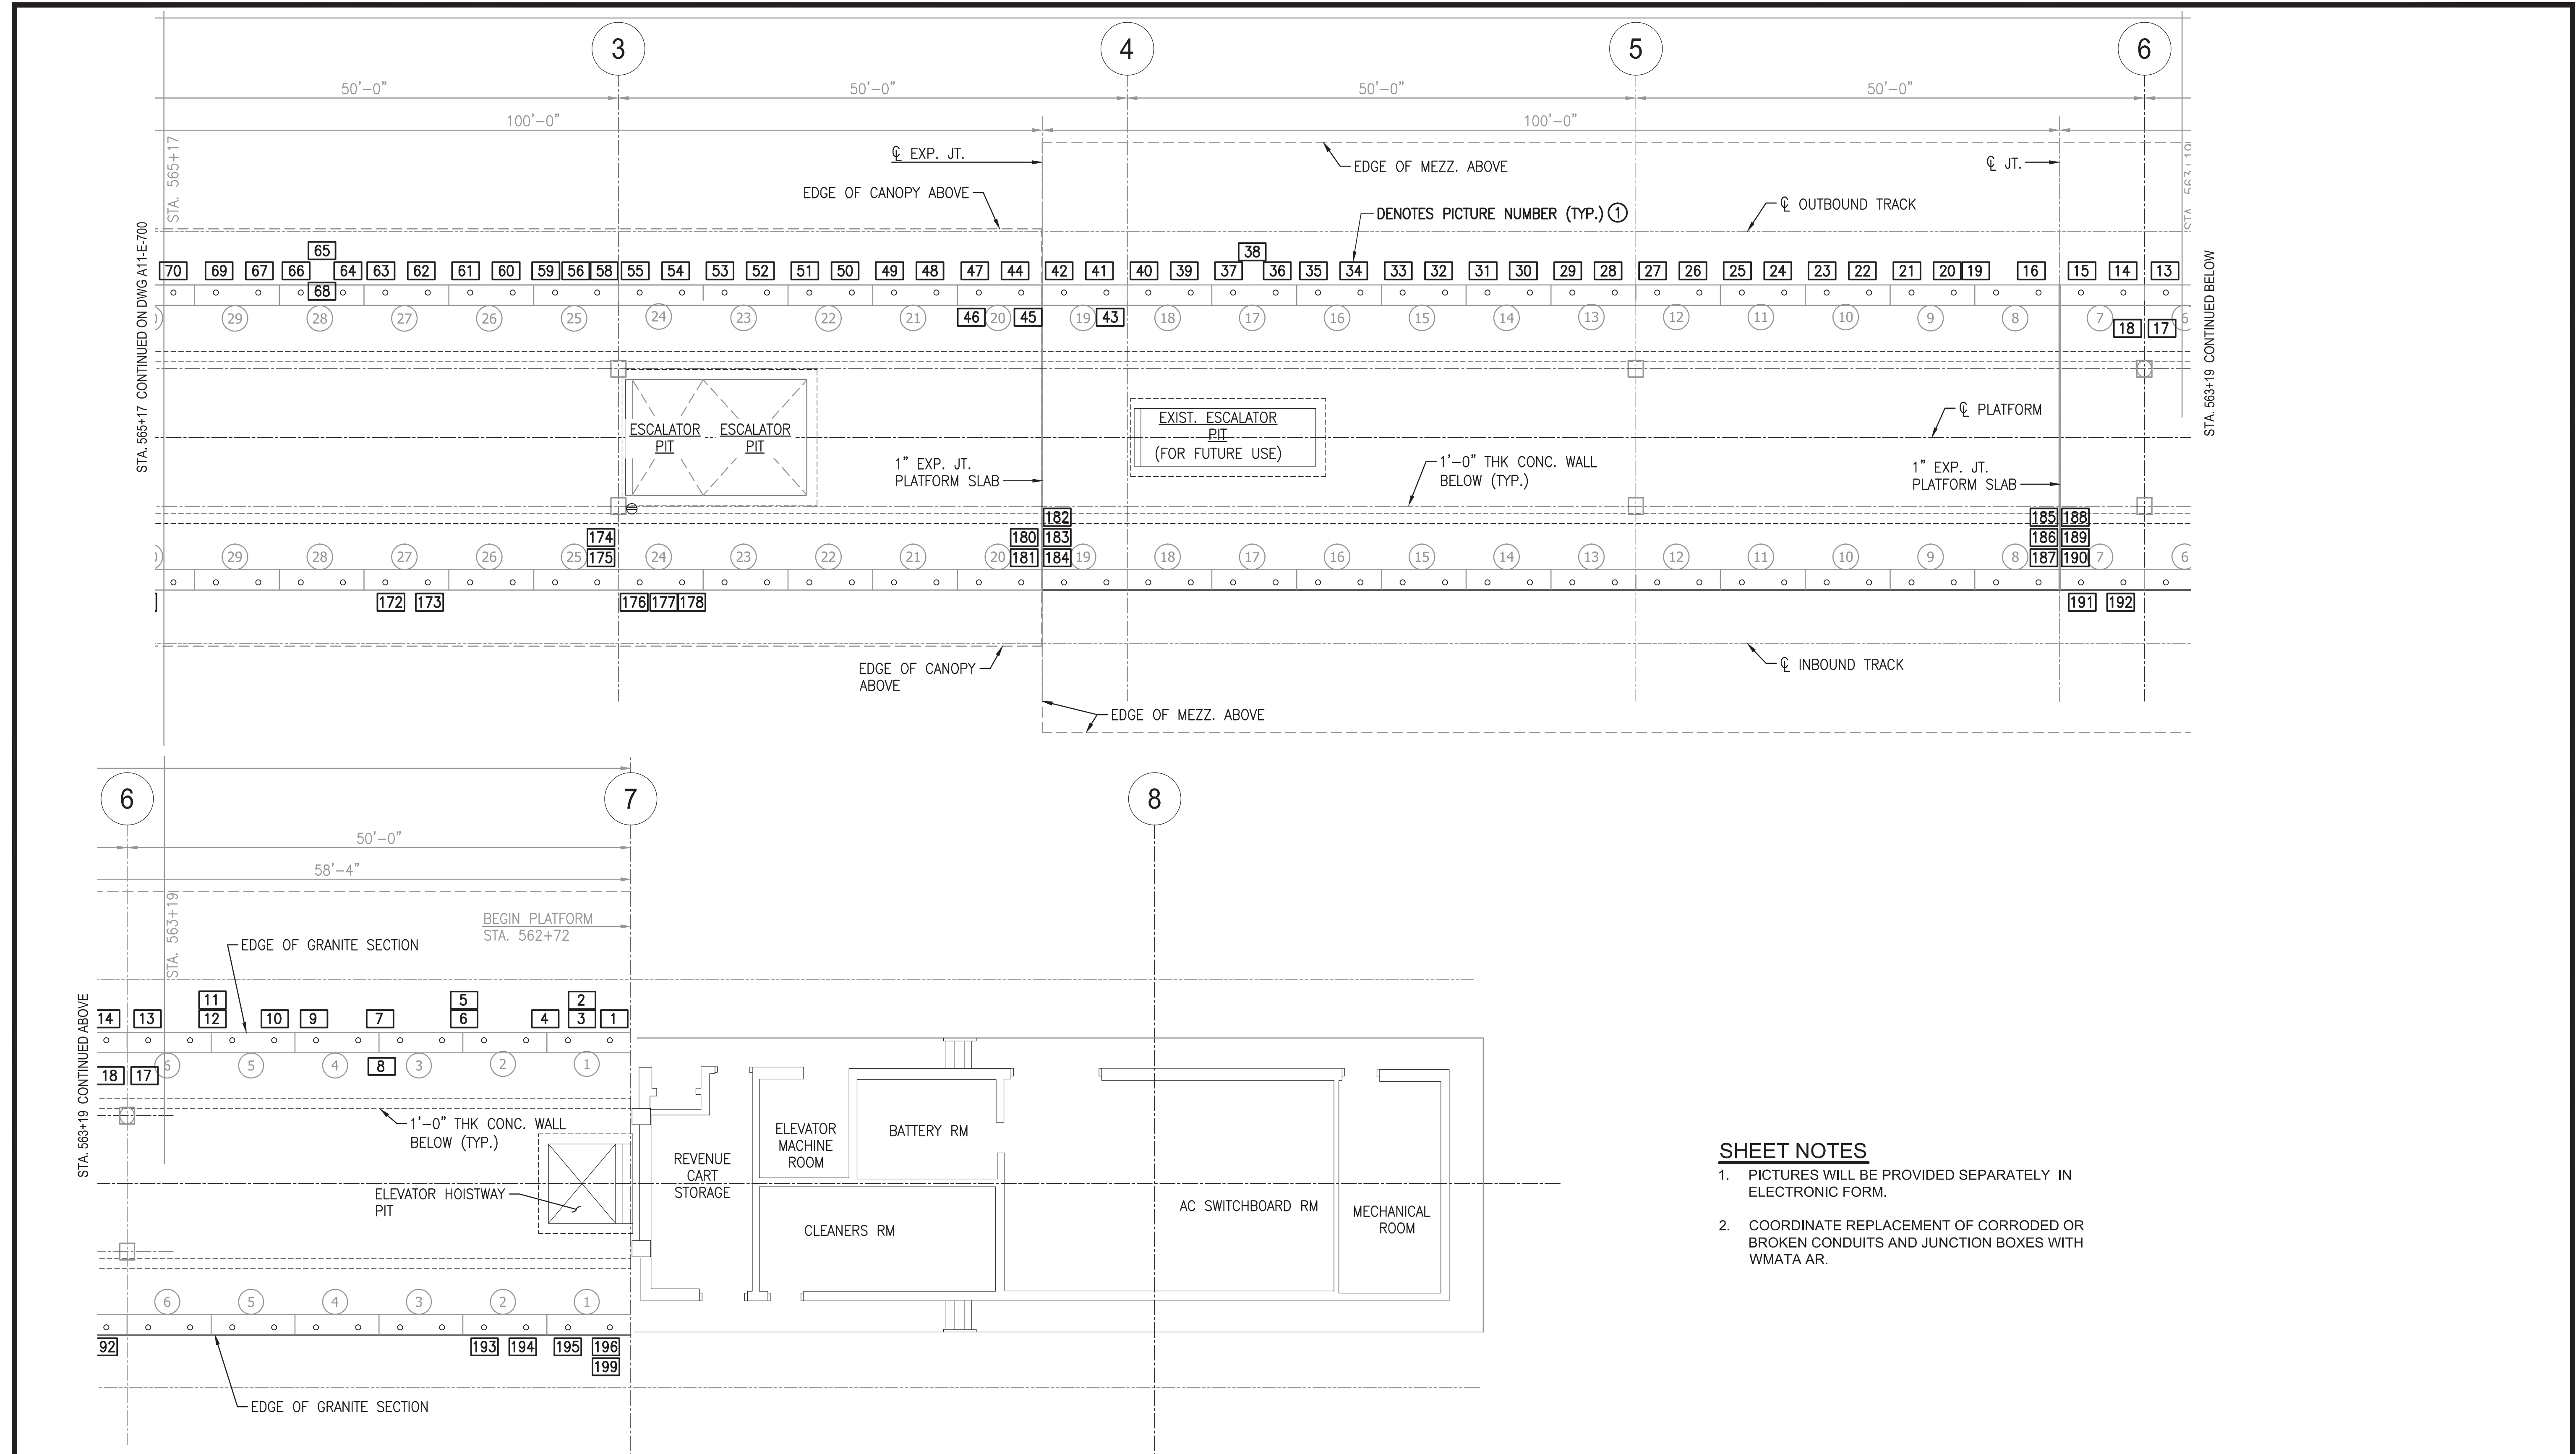 3 4 5 6
50'-0" 50'-0" 50'-0" 50'-0"
100'-0" 100'-0"
STA. 565+17
STA. 563+19
℄ EXP. JT.
EDGE OF MEZZ. ABOVE
℄ JT.
EDGE OF CANOPY ABOVE
DENOTES PICTURE NUMBER (TYP.) 1
℄ OUTBOUND TRACK
STA. 565+17 CONTINUED ON DWG A11-E-700
STA. 563+19 CONTINUED BELOW
65 38
70 69 67 66 64 63 62 61 60 59 56 58 55 54 53 52 51 50 49 48 47 44 42 41 40 39 37 36 35 34 33 32 31 30 29 28 27 26 25 24 23 22 21 20 19 16 15 14 13
68
29 28 27 26 25 24 23 22 21 46 20 45 19 43 18 17 16 15 14 13 12 11 10 9 8 7 6
18 17
ESCALATOR
PIT
ESCALATOR
PIT
EXIST. ESCALATOR
PIT
(FOR FUTURE USE)
℄ PLATFORM
1" EXP. JT.
PLATFORM SLAB
1'-0" THK CONC. WALL
BELOW (TYP.)
1" EXP. JT.
PLATFORM SLAB
182 185 188
174 180 183 186 189
29 28 27 26 25 175 24 23 22 21 20 181 184 19 18 17 16 15 14 13 12 11 10 9 8 187 190 7 6
172 173 176 177 178 191 192
EDGE OF CANOPY
ABOVE
℄ INBOUND TRACK
EDGE OF MEZZ. ABOVE
6 7 8
50'-0"
58'-4"
STA. 563+19
BEGIN PLATFORM
STA. 562+72
EDGE OF GRANITE SECTION
STA. 563+19 CONTINUED ABOVE
11 5 2
14 13 12 10 9 7 6 4 3 1
6 5 4 8 3 2 1
18 17
1'-0" THK CONC. WALL
BELOW (TYP.)
ELEVATOR HOISTWAY
PIT
REVENUE
CART
STORAGE
ELEVATOR
MACHINE
ROOM
BATTERY RM
CLEANERS RM
AC SWITCHBOARD RM
MECHANICAL
ROOM
6 5 4 3 2 1
92 193 194 195 196
199
EDGE OF GRANITE SECTION
SHEET NOTES
1. PICTURES WILL BE PROVIDED SEPARATELY IN
ELECTRONIC FORM.
2. COORDINATE REPLACEMENT OF CORRODED OR
BROKEN CONDUITS AND JUNCTION BOXES WITH
WMATA AR.